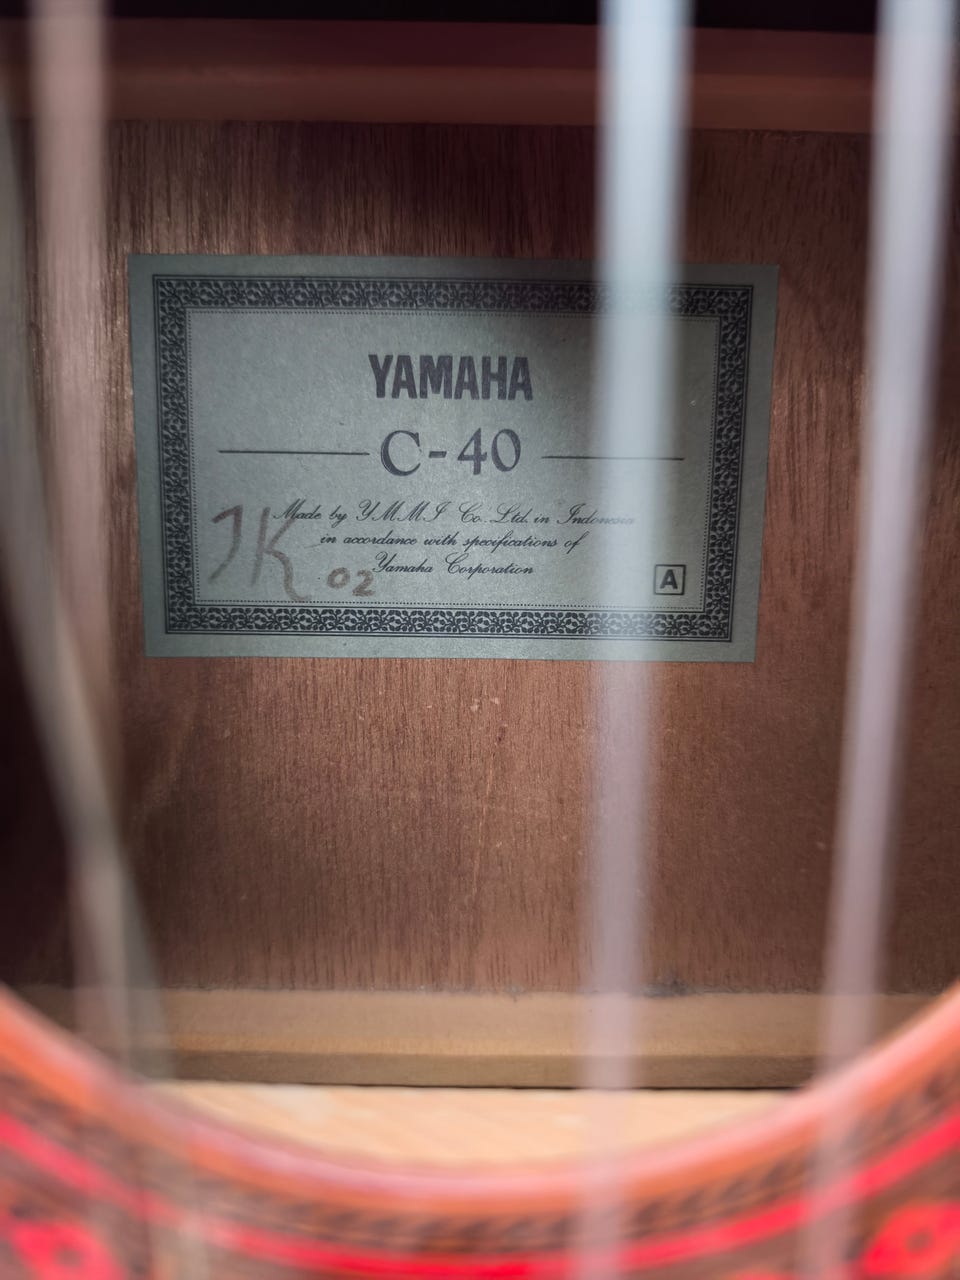 YAMAHA
C-40
Made by YMMI Co. Ltd. in Indonesia
in accordance with specifications of
Yamaha Corporation
JK 02
A